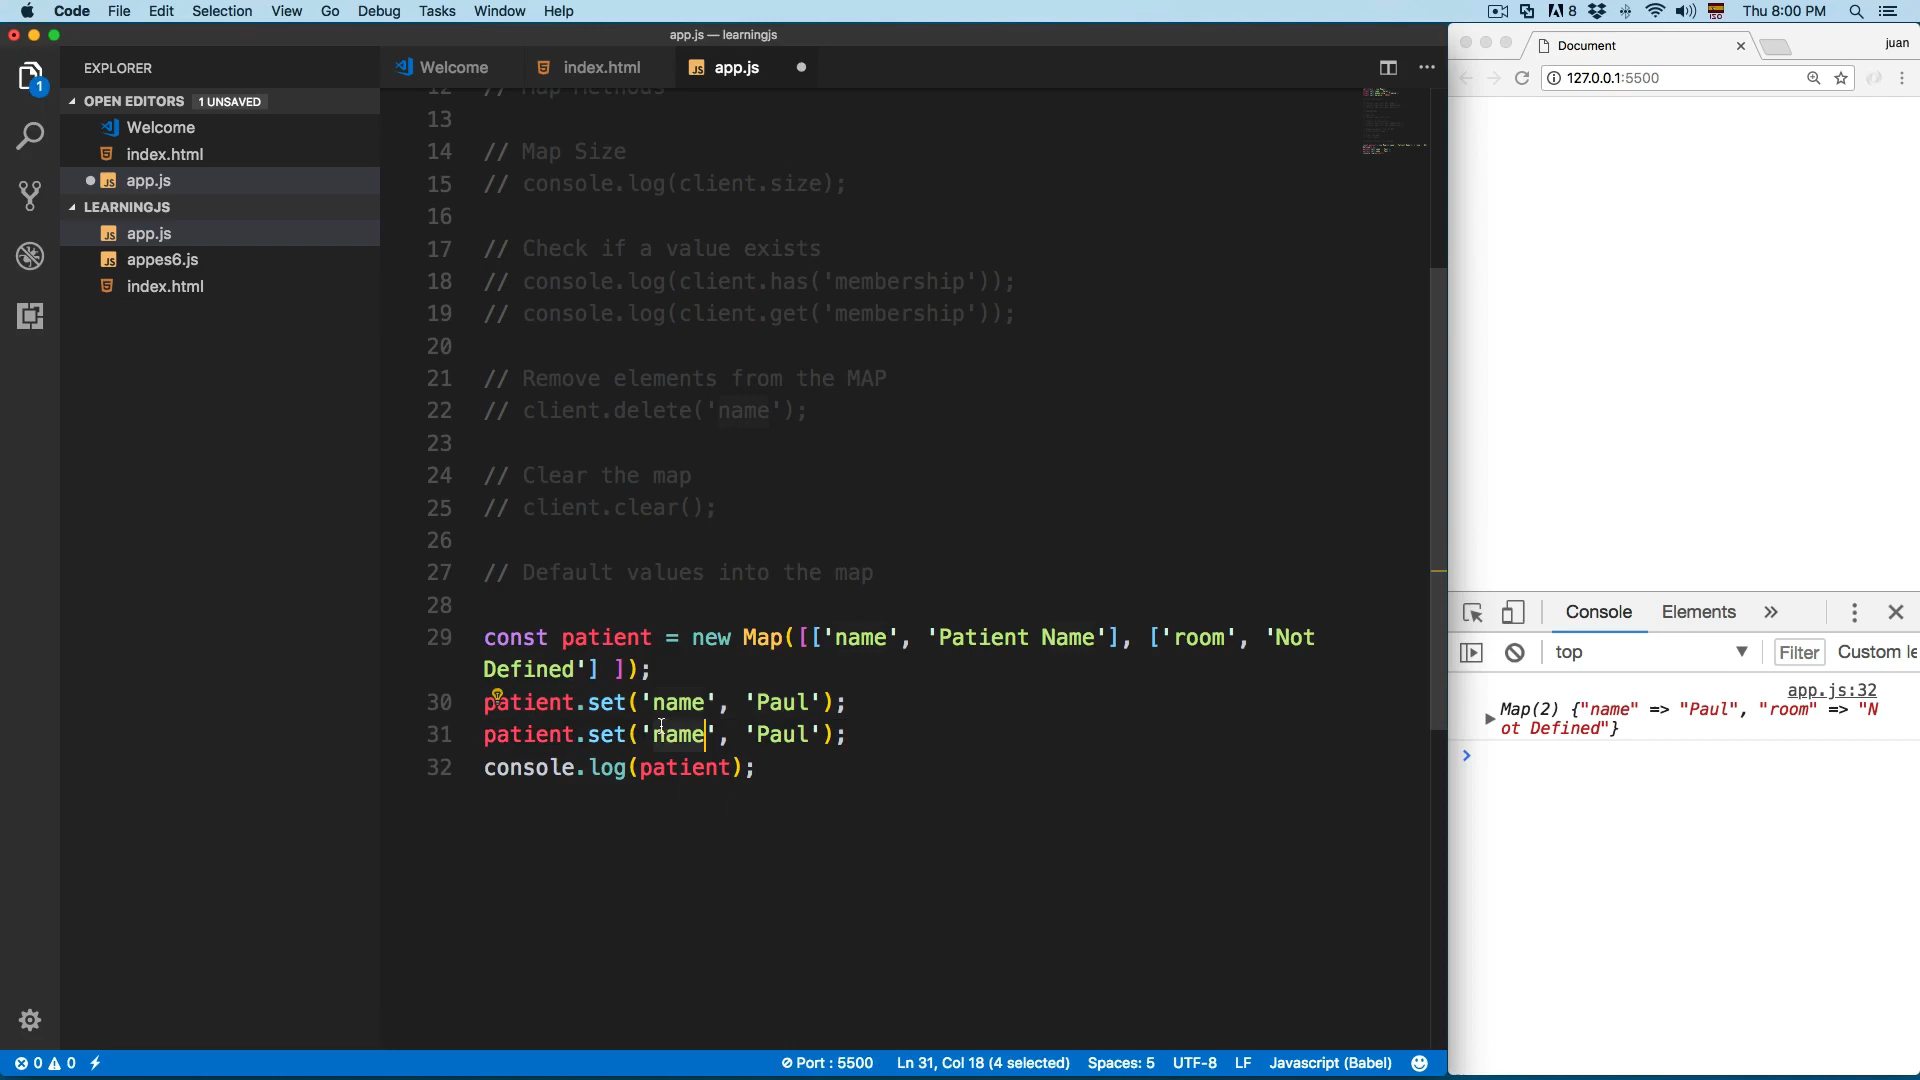 Code File Edit Selection View Go Debug Tasks Window Help
8 ISO Thu 8:00 PM
app.js — learningjs
EXPLORER
OPEN EDITORS 1 UNSAVED
Welcome
index.html
app.js
LEARNINGJS
app.js
appes6.js
index.html
1
Welcome index.html app.js
12 // Map Methods
13
14 // Map Size
15 // console.log(client.size);
16
17 // Check if a value exists
18 // console.log(client.has('membership'));
19 // console.log(client.get('membership'));
20
21 // Remove elements from the MAP
22 // client.delete('name');
23
24 // Clear the map
25 // client.clear();
26
27 // Default values into the map
28
29 const patient = new Map([['name', 'Patient Name'], ['room', 'Not
Defined'] ]);
30 patient.set('name', 'Paul');
31 patient.set('name', 'Paul');
32 console.log(patient);
Document
juan
127.0.0.1:5500
Console Elements
top Filter Custom le
app.js:32
Map(2) {"name" => "Paul", "room" => "N
ot Defined"}
0 0 Port : 5500 Ln 31, Col 18 (4 selected) Spaces: 5 UTF-8 LF Javascript (Babel)